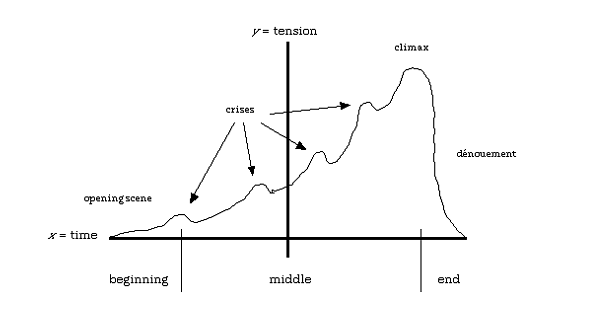 y = tension
climax
crises
dénouement
opening scene
x = time
beginning
middle
end